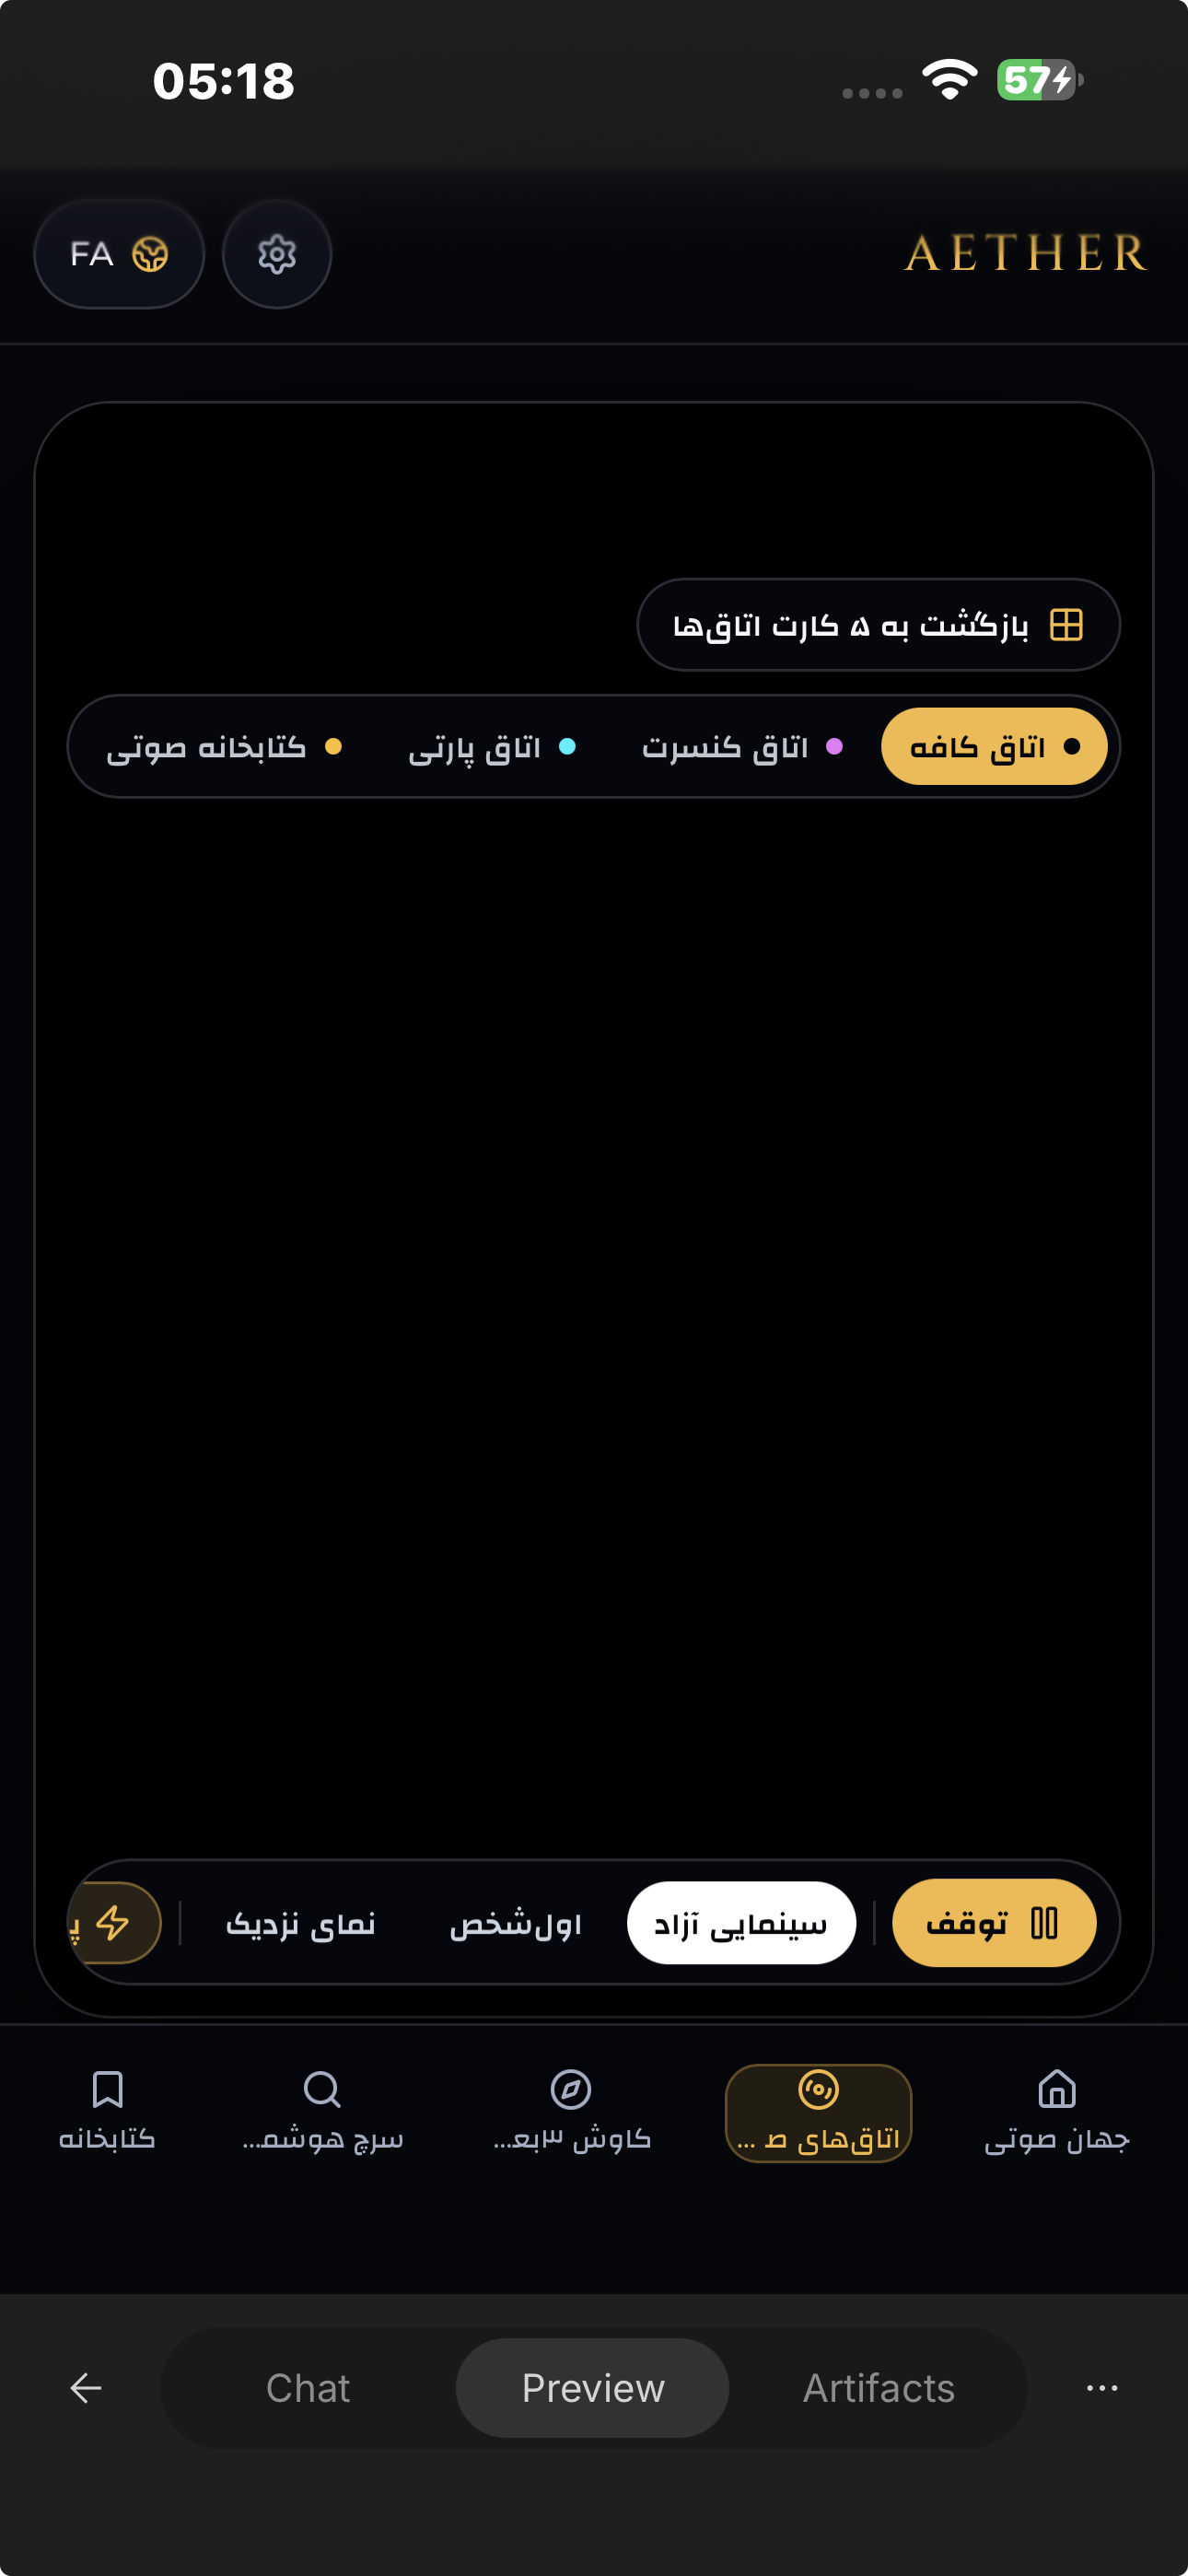 05:18
57
AETHER
FA
بازگشت به ۵ کارت اتاق‌ها
اتاق کافه
اتاق کنسرت
اتاق پارتی
کتابخانه صوتی
توقف
سینمایی آزاد
اول‌شخص
نمای نزدیک
پ
جهان صوتی
اتاق‌های ص ...
کاوش ۳بعد...
سرچ هوشمـ...
کتابخانه
Chat
Preview
Artifacts